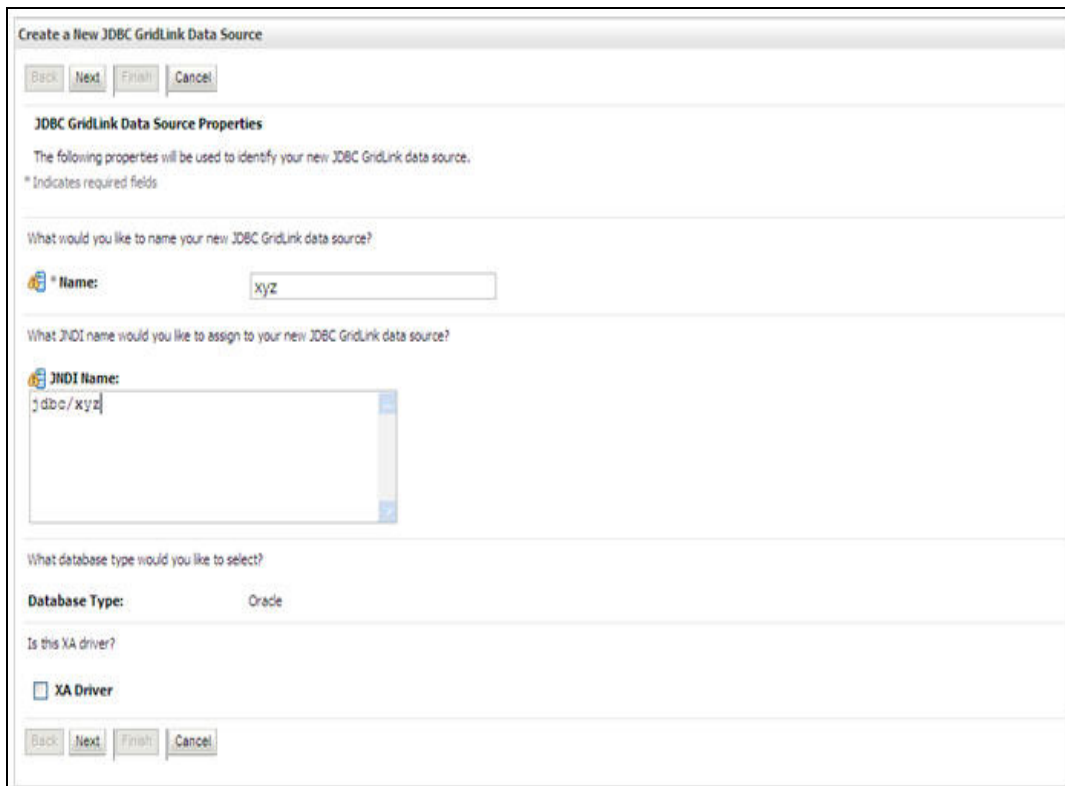 Create a New JDBC GridLink Data Source
Back Next Finish Cancel
JDBC GridLink Data Source Properties
The following properties will be used to identify your new JDBC GridLink data source.
* Indicates required fields
What would you like to name your new JDBC GridLink data source?
* Name: xyz
What JNDI name would you like to assign to your new JDBC GridLink data source?
JNDI Name:
jdbc/xyz
What database type would you like to select?
Database Type: Oracle
Is this XA driver?
XA Driver
Back Next Finish Cancel